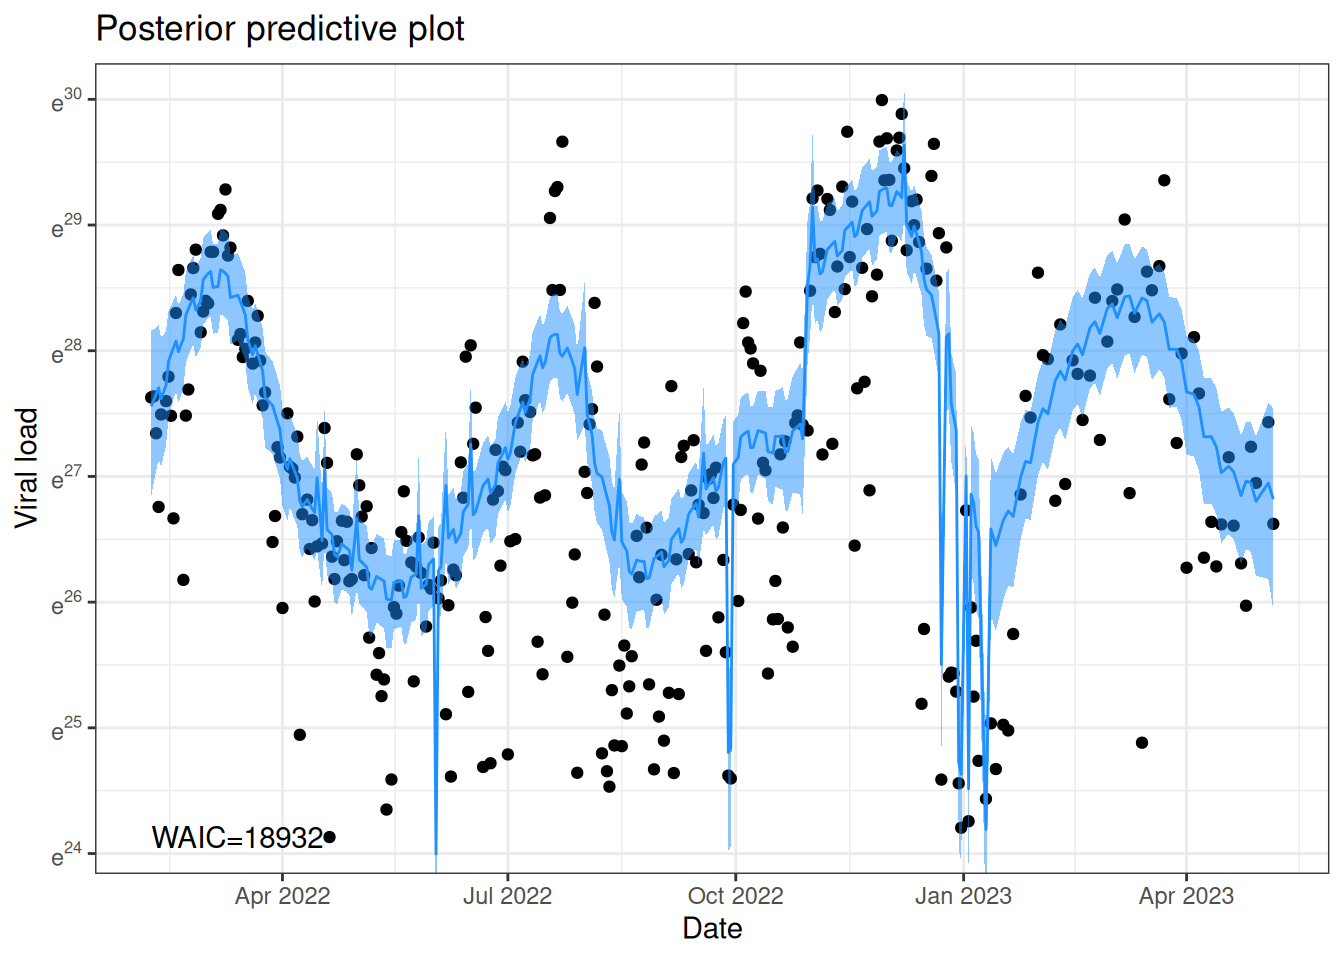 Posterior predictive plot
Viral load
e30
e29
e28
e27
e26
e25
e24
WAIC=18932
Apr 2022
Jul 2022
Oct 2022
Jan 2023
Apr 2023
Date